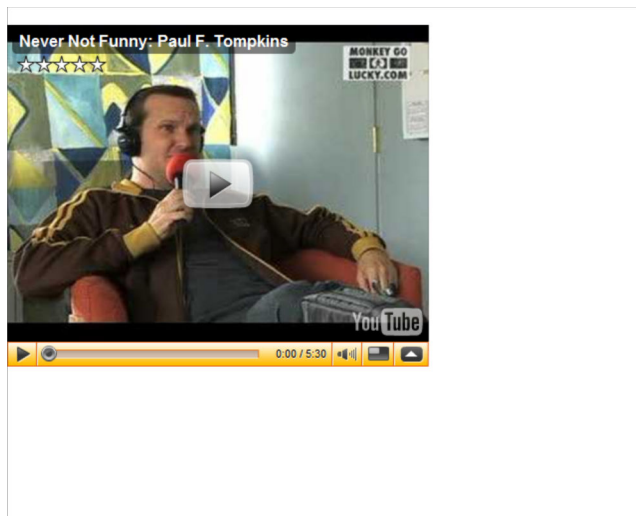 Never Not Funny: Paul F. Tompkins
MONKEY GO
LUCKY.COM
YouTube
0:00 / 5:30